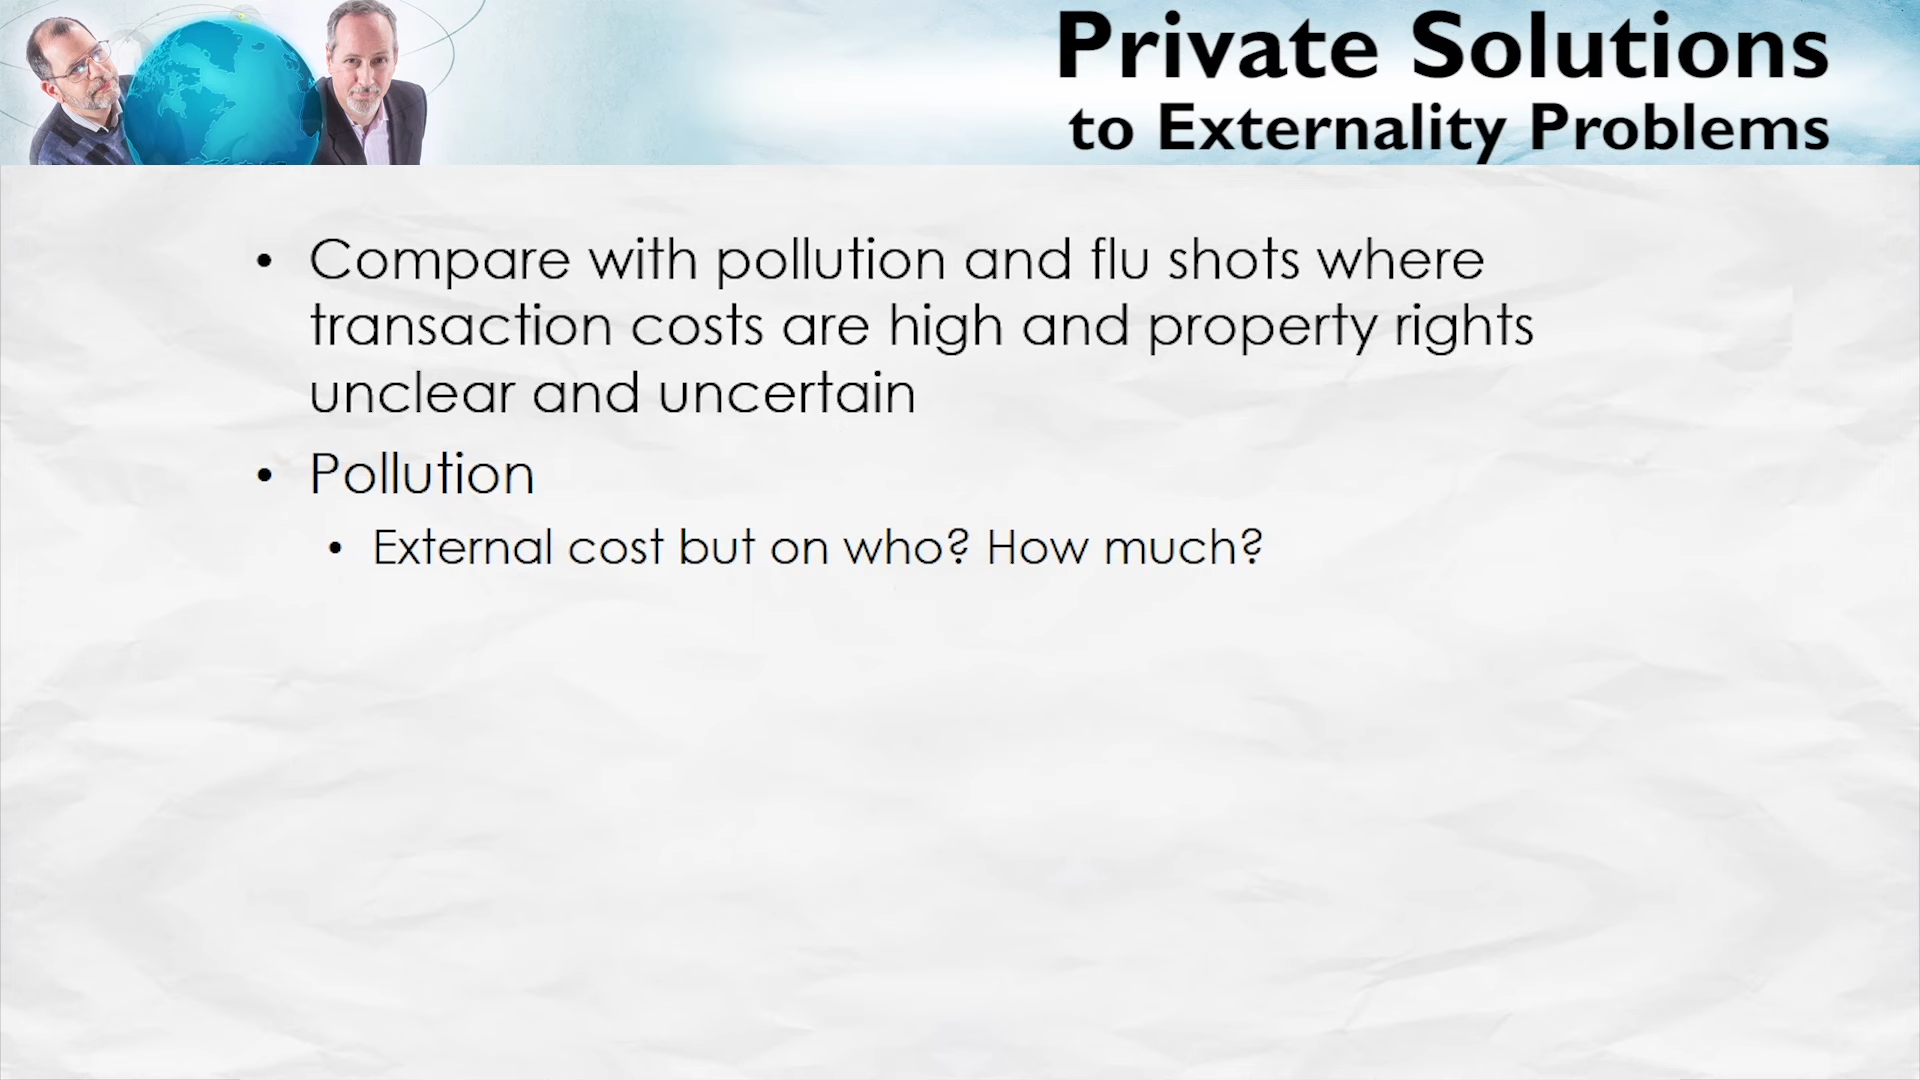 Private Solutions
to Externality Problems
• Compare with pollution and flu shots where
transaction costs are high and property rights
unclear and uncertain
• Pollution
• External cost but on who? How much?